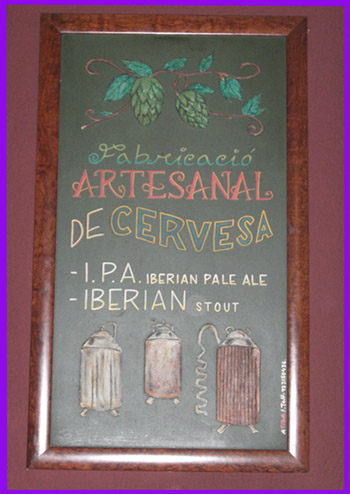 Fabricació
ARTESANAL
DE CERVESA
- I.P.A. IBERIAN PALE ALE
- IBERIAN STOUT